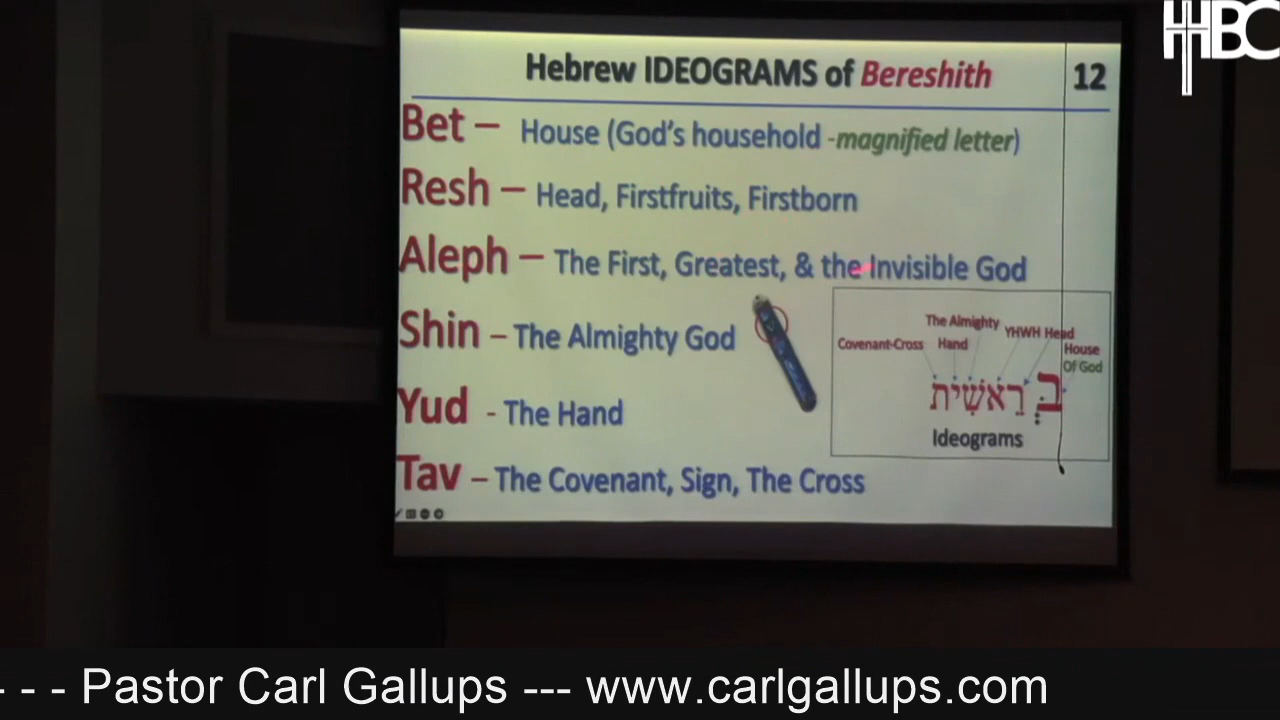 HBC
Hebrew IDEOGRAMS of Bereshith
12
Bet – House (God's household -magnified letter)
Resh – Head, Firstfruits, Firstborn
Aleph – The First, Greatest, & the Invisible God
Shin – The Almighty God
Yud - The Hand
Tav – The Covenant, Sign, The Cross
Covenant-Cross
The Almighty
Hand
YHWH Head
House
Of God
בְּרֵאשִׁית
Ideograms
- - - Pastor Carl Gallups --- www.carlgallups.com